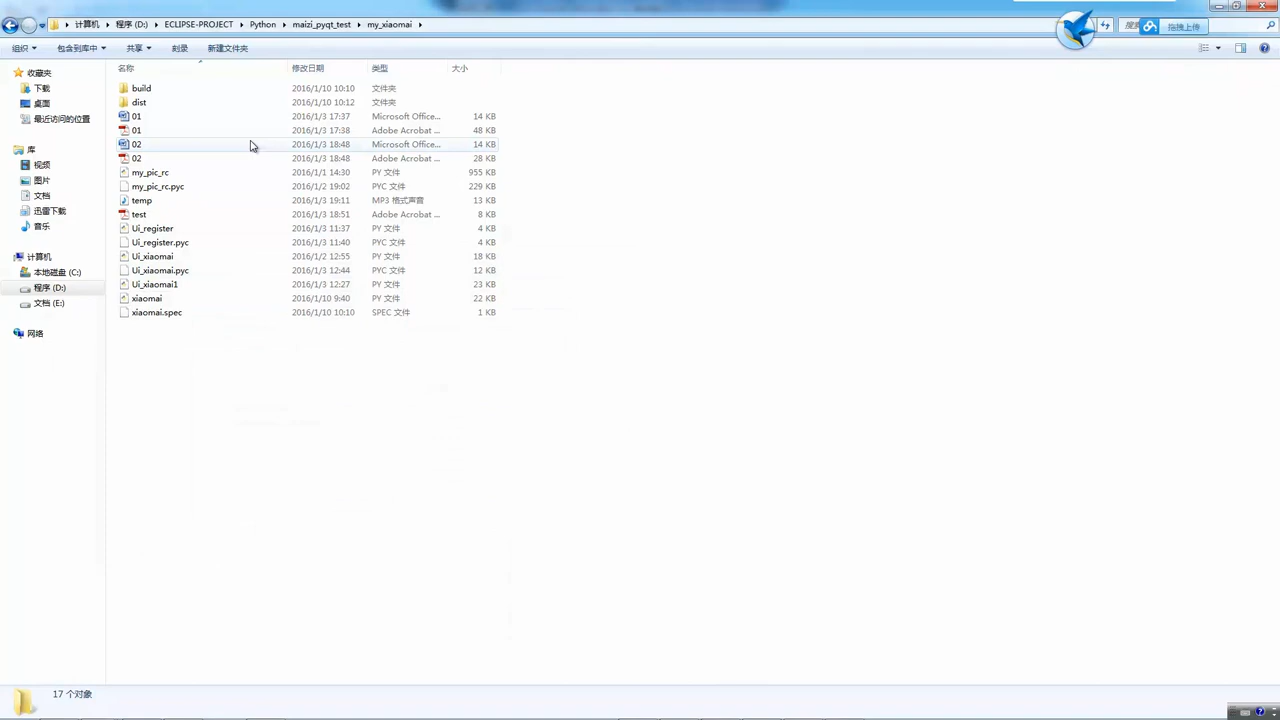 计算机 ▸ 程序 (D:) ▸ ECLIPSE-PROJECT ▸ Python ▸ maizi_pyqt_test ▸ my_xiaomai ▸
拖拽上传
组织 包含到库中 共享 刻录 新建文件夹
名称 修改日期 类型 大小
收藏夹
下载
桌面
最近访问的位置
库
视频
图片
文档
迅雷下载
音乐
计算机
本地磁盘 (C:)
程序 (D:)
文档 (E:)
网络
build 2016/1/10 10:10 文件夹
dist 2016/1/10 10:12 文件夹
01 2016/1/3 17:37 Microsoft Office... 14 KB
01 2016/1/3 17:38 Adobe Acrobat ... 48 KB
02 2016/1/3 18:48 Microsoft Office... 14 KB
02 2016/1/3 18:48 Adobe Acrobat ... 28 KB
my_pic_rc 2016/1/1 14:30 PY 文件 955 KB
my_pic_rc.pyc 2016/1/2 19:02 PYC 文件 229 KB
temp 2016/1/3 19:11 MP3 格式声音 13 KB
test 2016/1/3 18:51 Adobe Acrobat ... 8 KB
Ui_register 2016/1/3 11:37 PY 文件 4 KB
Ui_register.pyc 2016/1/3 11:40 PYC 文件 4 KB
Ui_xiaomai 2016/1/2 12:55 PY 文件 18 KB
Ui_xiaomai.pyc 2016/1/3 12:44 PYC 文件 12 KB
Ui_xiaomai1 2016/1/3 12:27 PY 文件 23 KB
xiaomai 2016/1/10 9:40 PY 文件 22 KB
xiaomai.spec 2016/1/10 10:10 SPEC 文件 1 KB
17 个对象